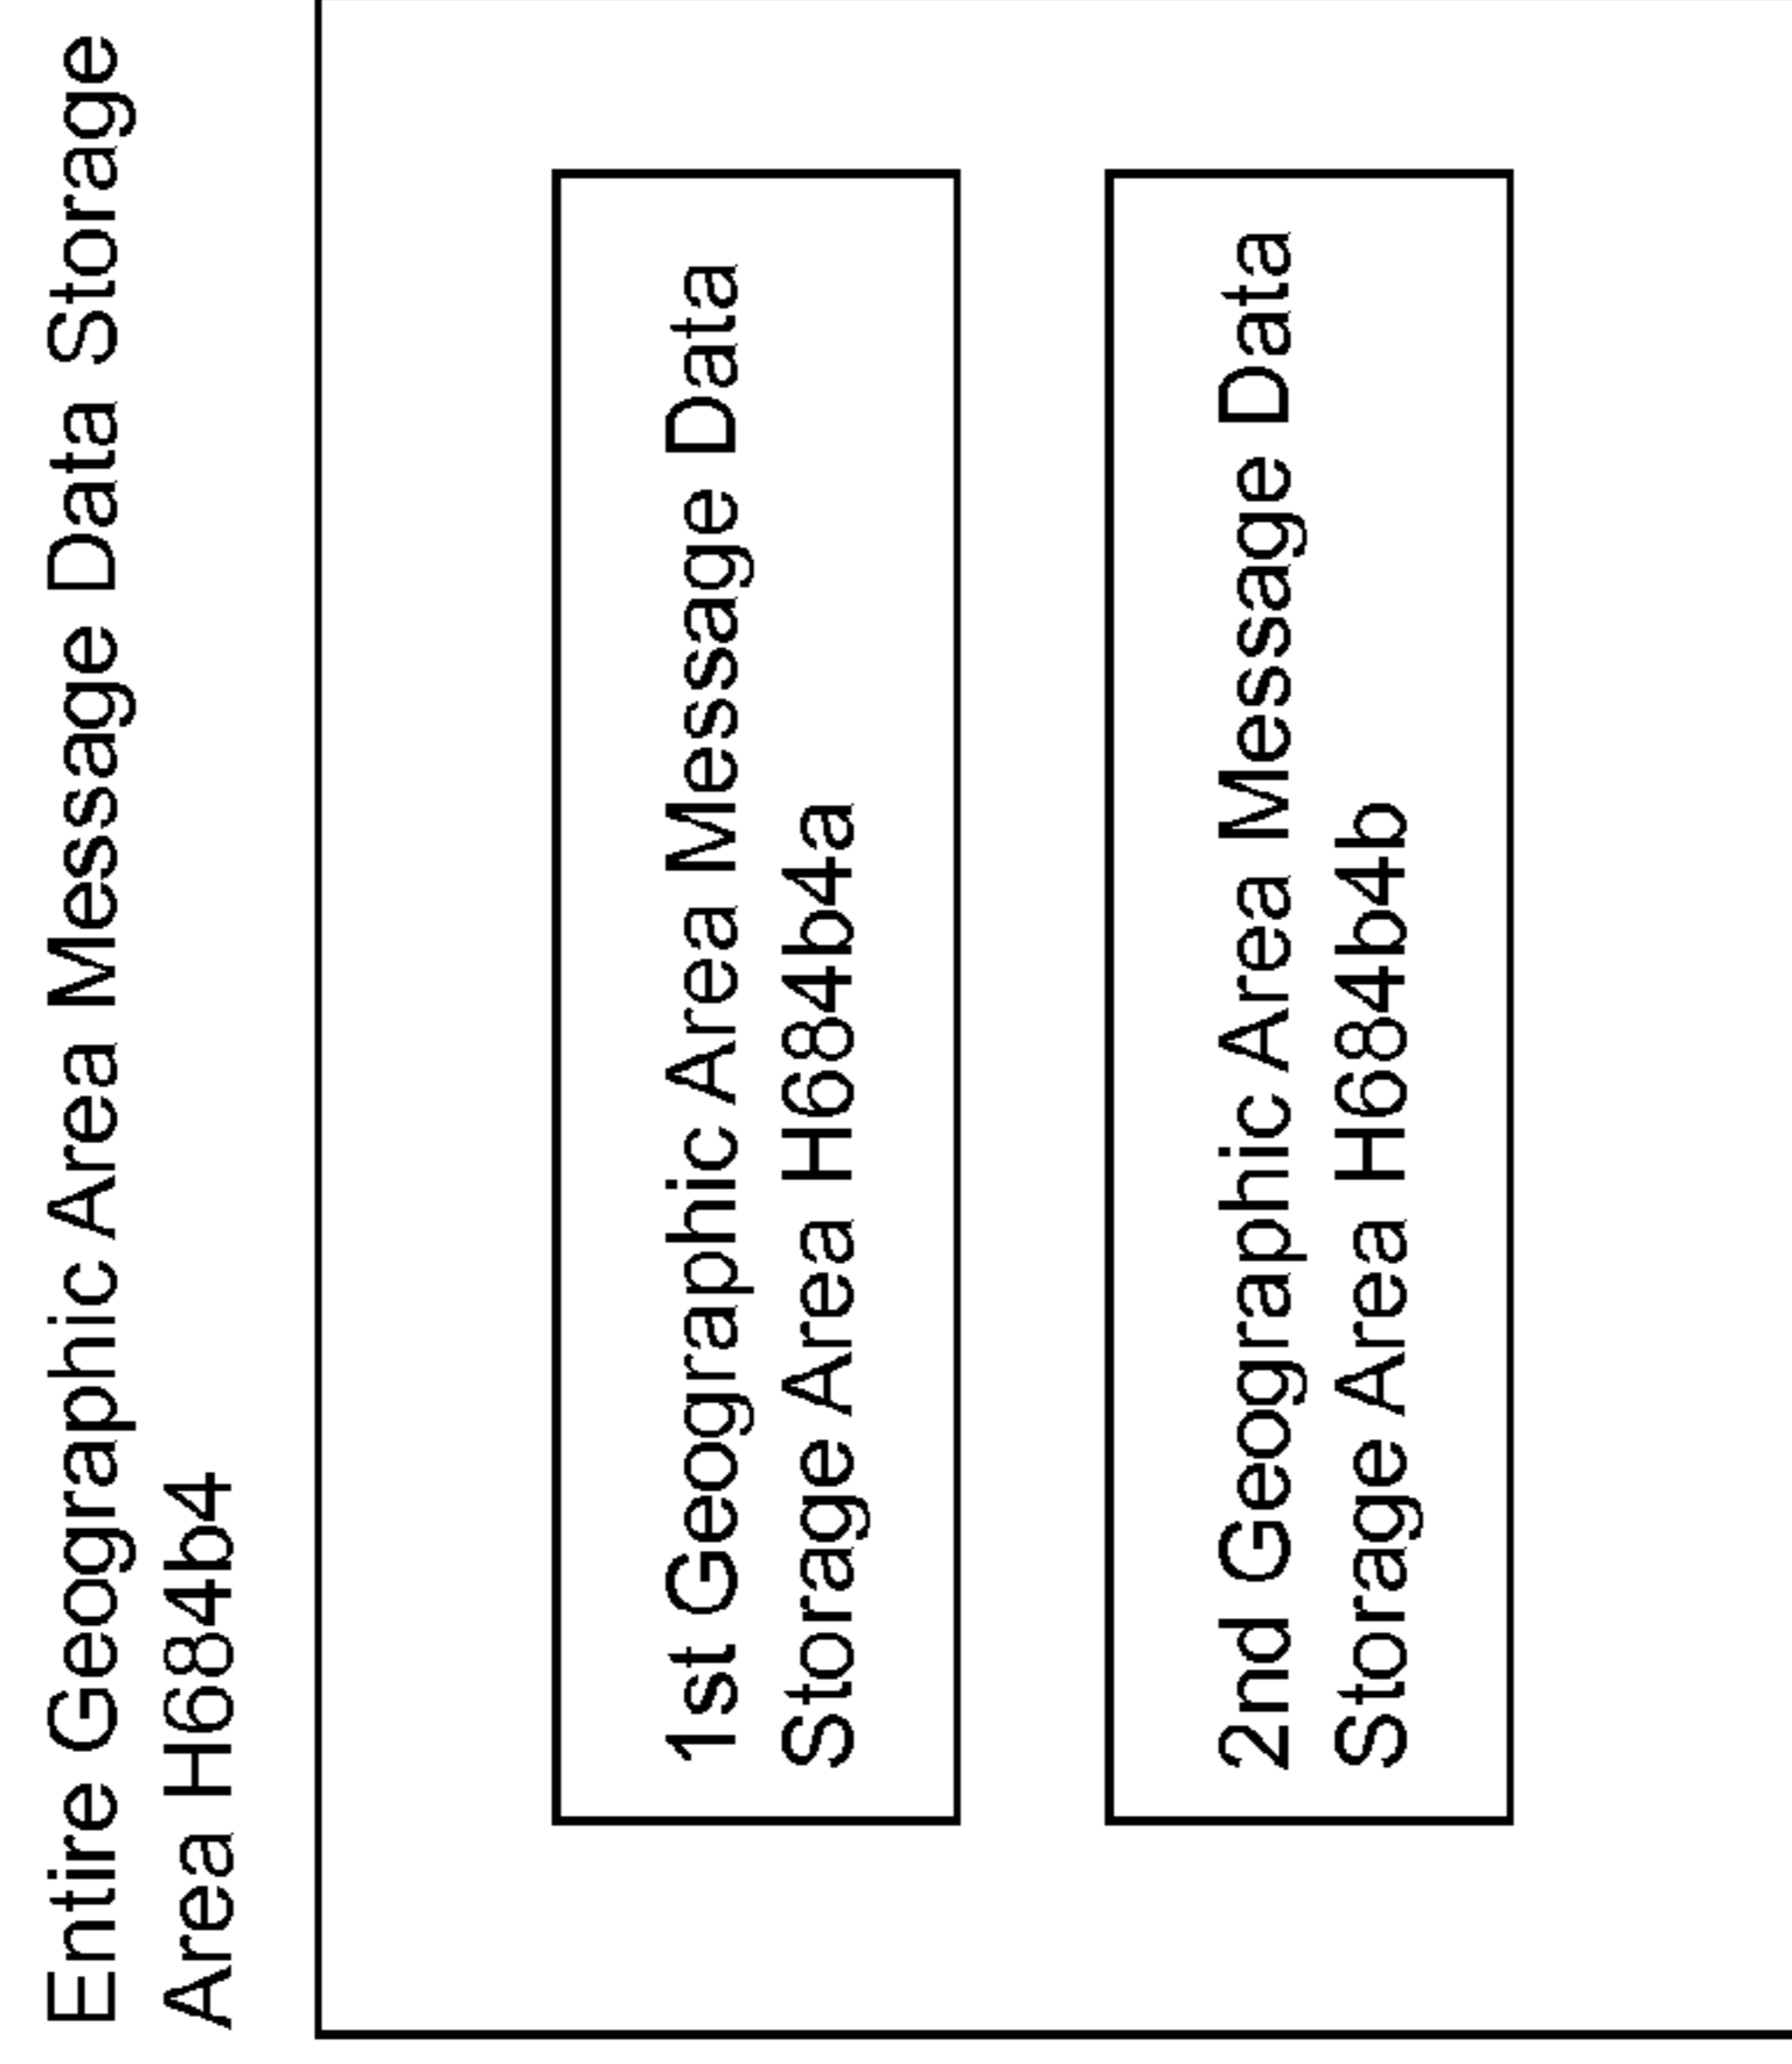 Entire Geographic Area Message Data Storage
Area H684b4
1st Geographic Area Message Data
Storage Area H684b4a
2nd Geographic Area Message Data
Storage Area H684b4b